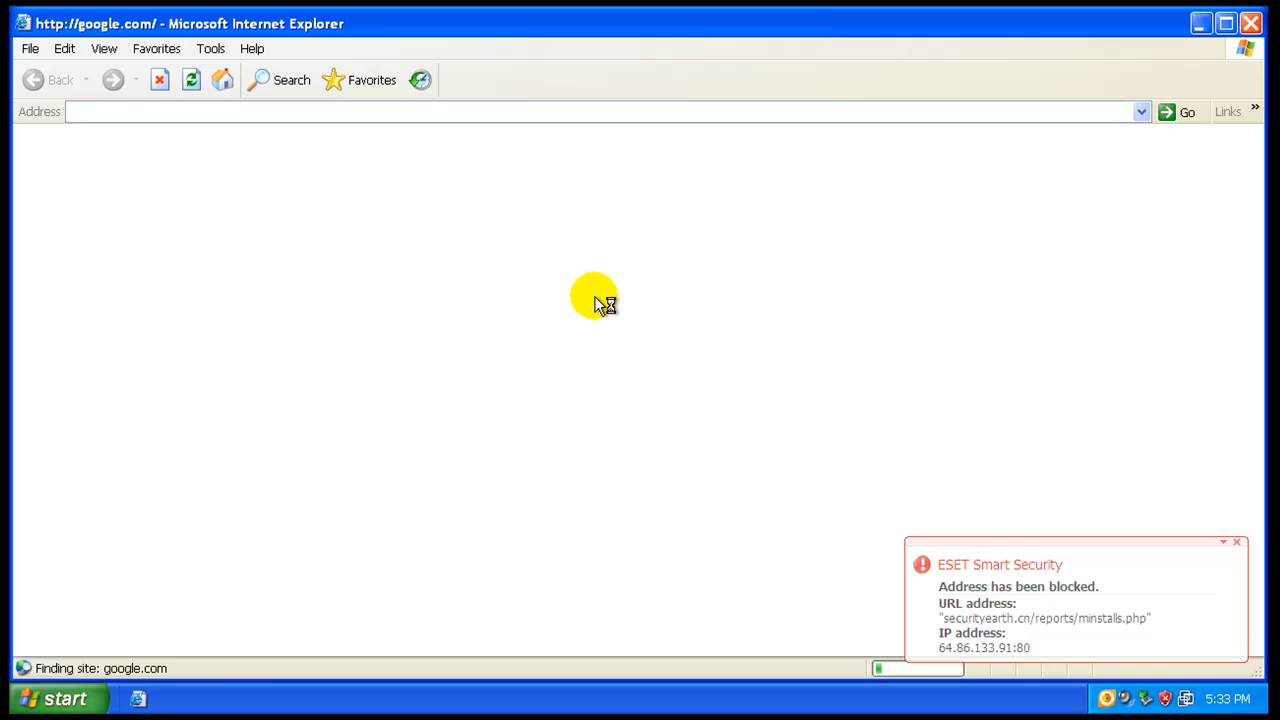 http://google.com/ - Microsoft Internet Explorer
File Edit View Favorites Tools Help
Back Search Favorites
Address Go Links »
ESET Smart Security
Address has been blocked.
URL address:
"securityearth.cn/reports/minstalls.php"
IP address:
64.86.133.91:80
Finding site: google.com
start 5:33 PM